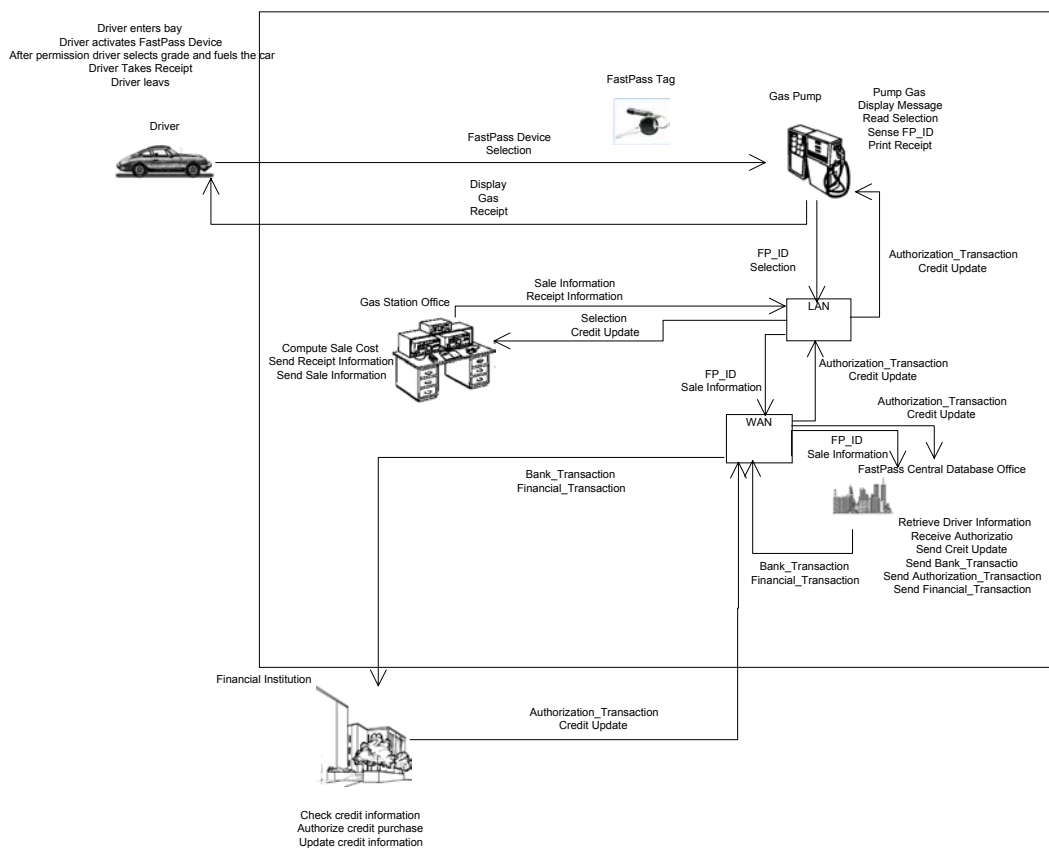 Driver enters bay
Driver activates FastPass Device
After permission driver selects grade and fuels the car
Driver Takes Receipt
Driver leavs
Driver
FastPass Tag
FastPass Device
Selection
Display
Gas
Receipt
Gas Pump
Pump Gas
Display Message
Read Selection
Sense FP_ID
Print Receipt
FP_ID
Selection
Authorization_Transaction
Credit Update
Sale Information
Receipt Information
Gas Station Office
Selection
Credit Update
LAN
Compute Sale Cost
Send Receipt Information
Send Sale Information
FP_ID
Sale Information
Authorization_Transaction
Credit Update
Authorization_Transaction
Credit Update
WAN
FP_ID
Sale Information
FastPass Central Database Office
Bank_Transaction
Financial_Transaction
Retrieve Driver Information
Receive Authorizatio
Send Creit Update
Send Bank_Transactio
Send Authorization_Transaction
Send Financial_Transaction
Bank_Transaction
Financial_Transaction
Financial Institution
Authorization_Transaction
Credit Update
Check credit information
Authorize credit purchase
Update credit information